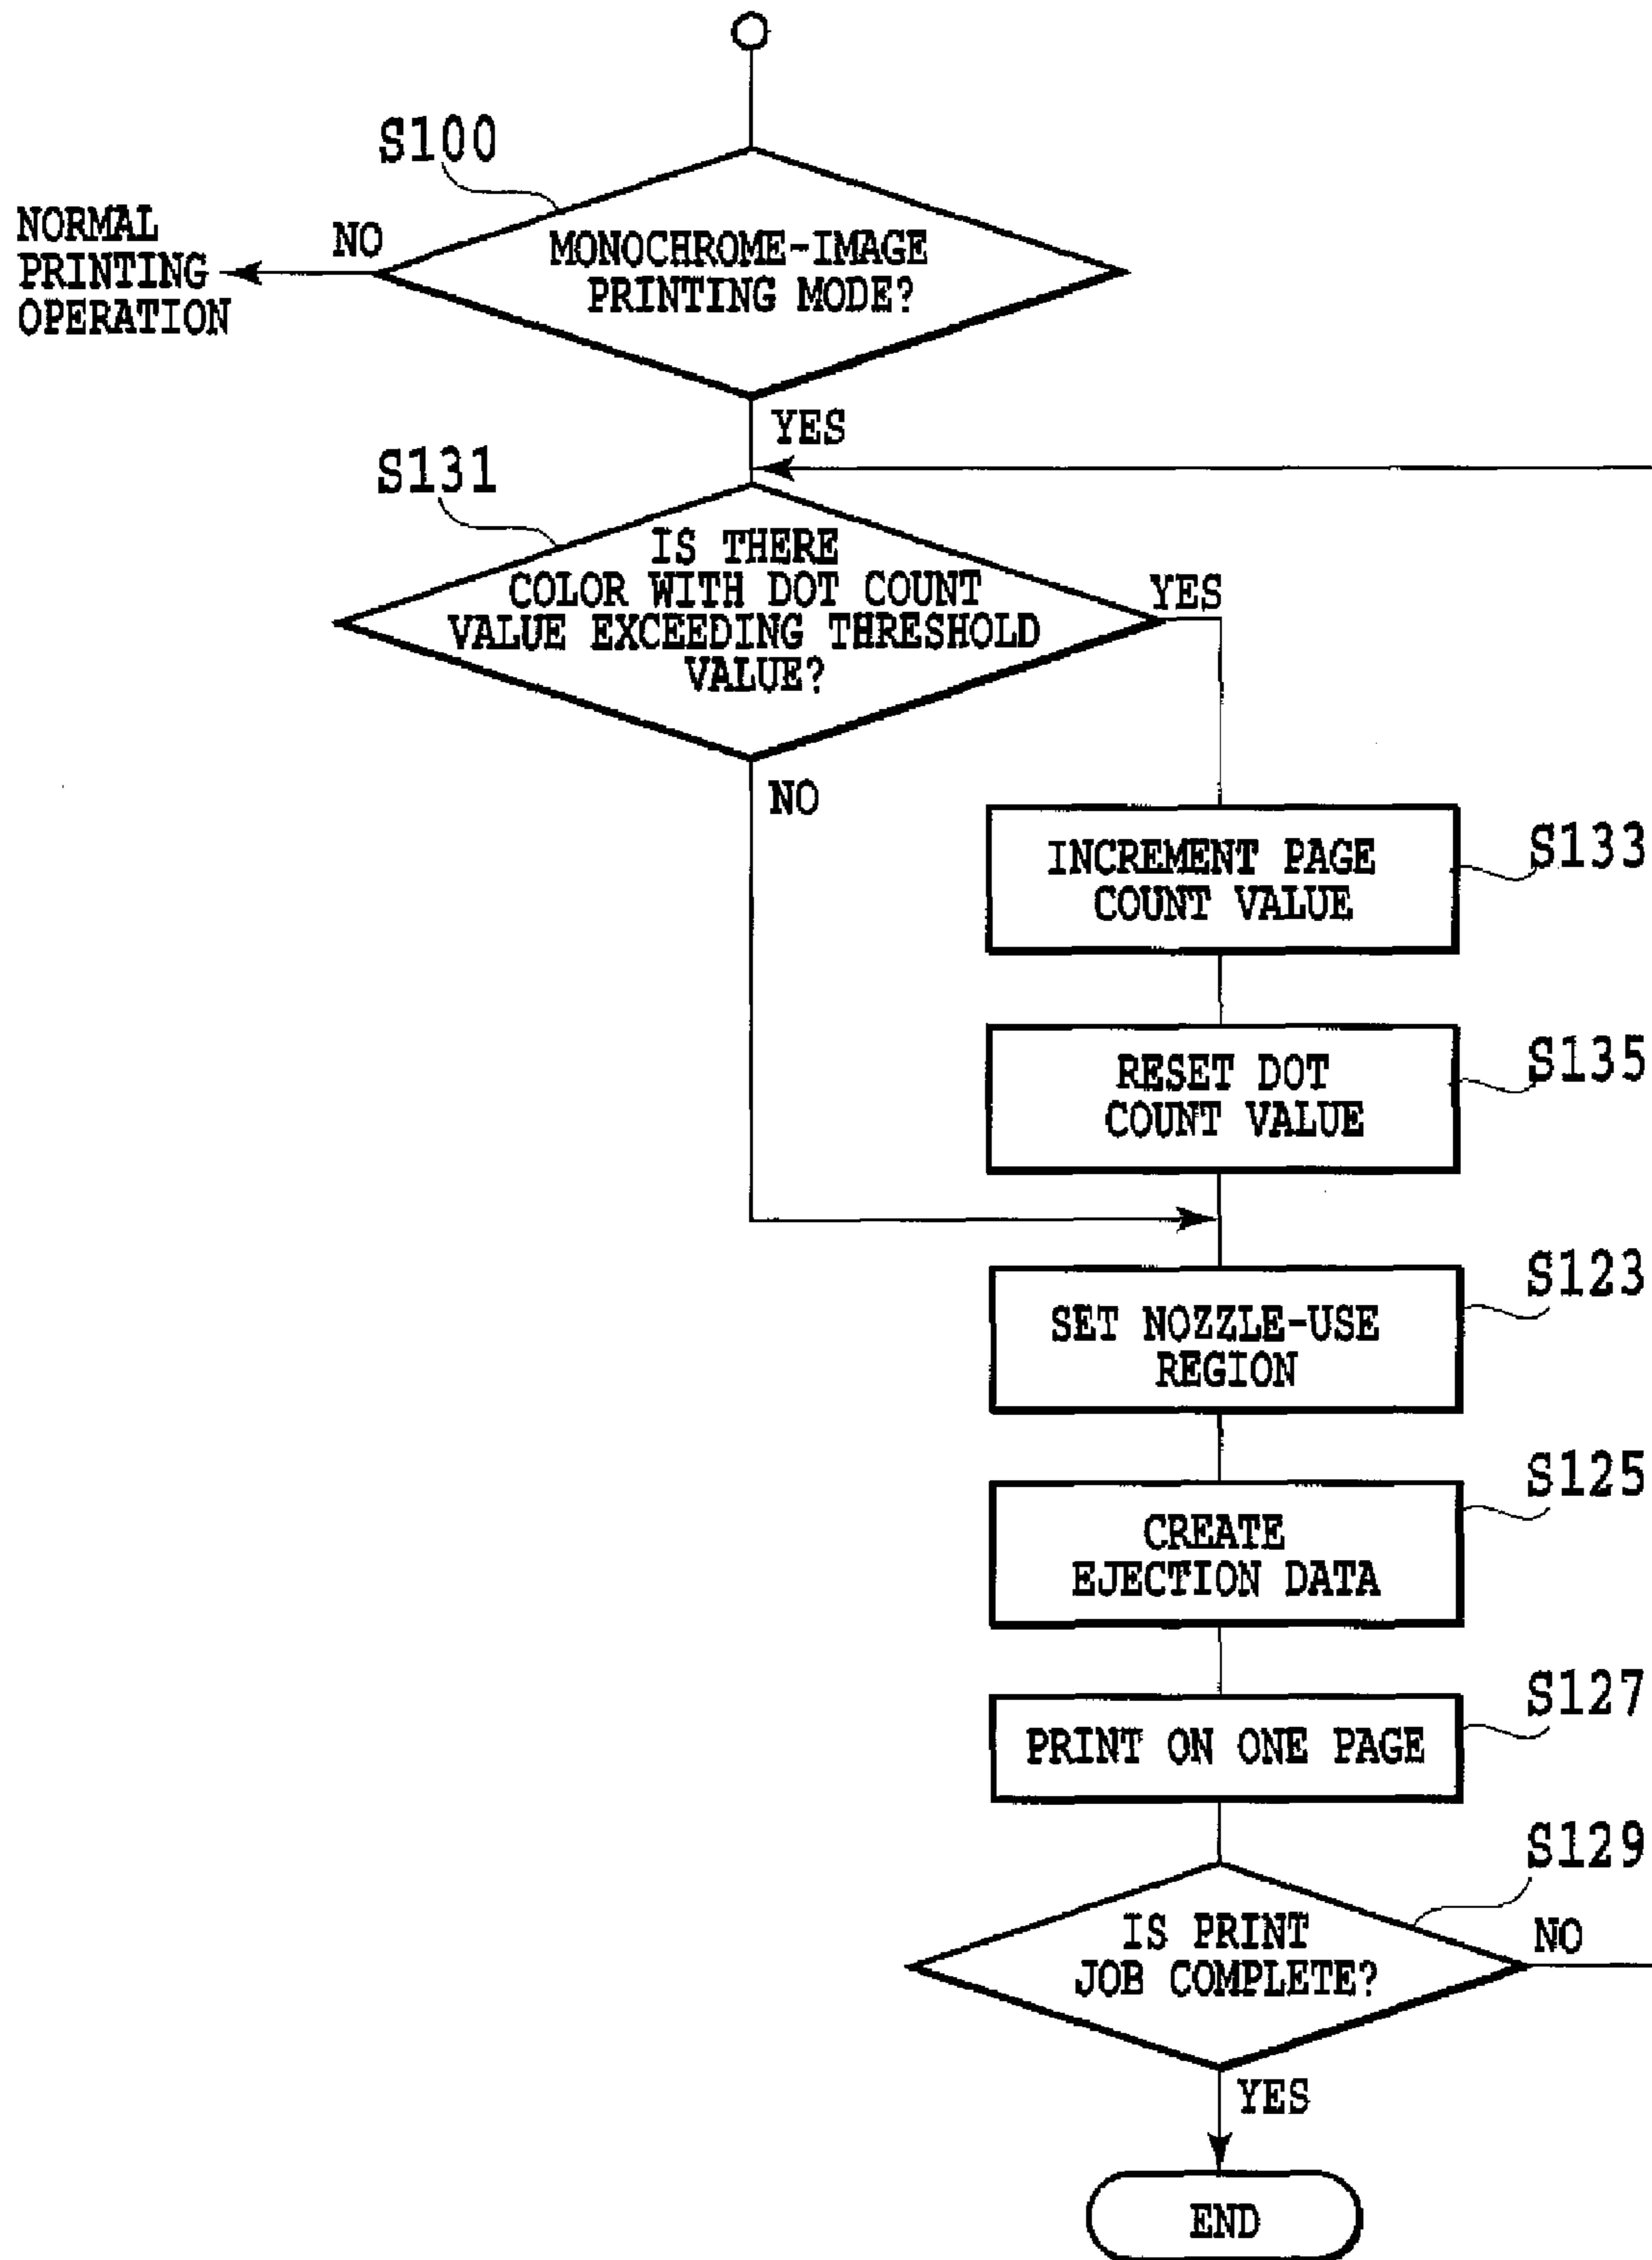 S100
NORMAL
PRINTING
OPERATION
NO
MONOCHROME-IMAGE
PRINTING MODE?
YES
S131
IS THERE
COLOR WITH DOT COUNT
VALUE EXCEEDING THRESHOLD
VALUE?
YES
NO
INCREMENT PAGE
COUNT VALUE
S133
RESET DOT
COUNT VALUE
S135
SET NOZZLE-USE
REGION
S123
CREATE
EJECTION DATA
S125
PRINT ON ONE PAGE
S127
S129
IS PRINT
JOB COMPLETE?
NO
YES
END